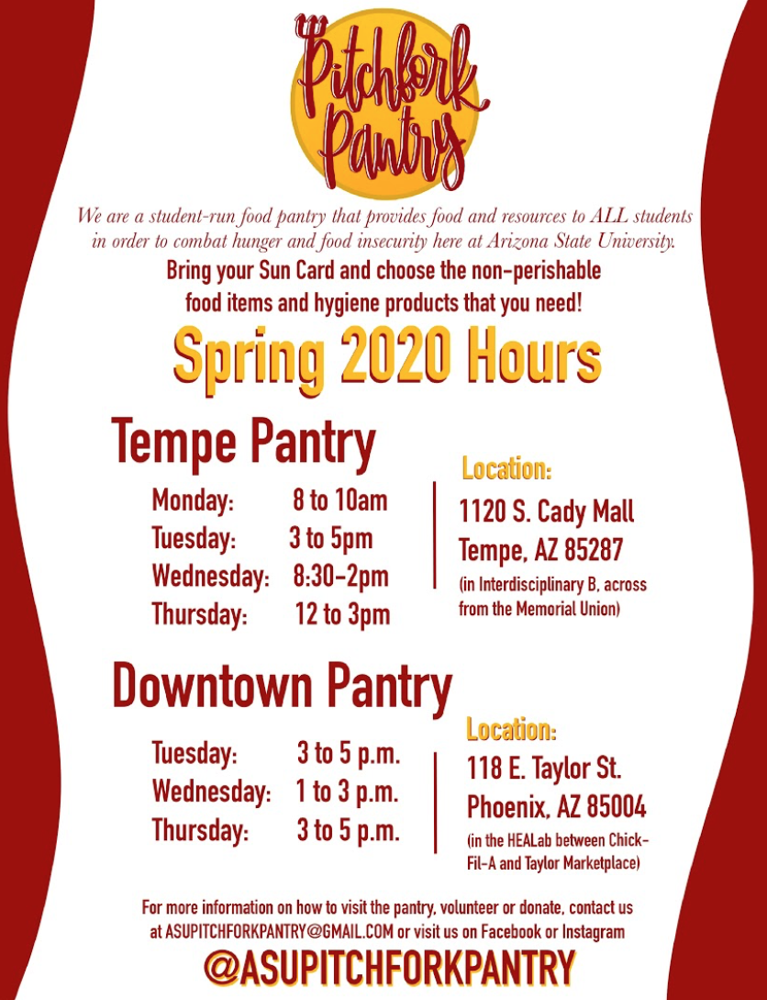 Pitchfork
Pantry
We are a student-run food pantry that provides food and resources to ALL students
in order to combat hunger and food insecurity here at Arizona State University.
Bring your Sun Card and choose the non-perishable
food items and hygiene products that you need!
Spring 2020 Hours
Tempe Pantry
Monday: 8 to 10am
Tuesday: 3 to 5pm
Wednesday: 8:30-2pm
Thursday: 12 to 3pm
Location:
1120 S. Cady Mall
Tempe, AZ 85287
(in Interdisciplinary B, across
from the Memorial Union)
Downtown Pantry
Tuesday: 3 to 5 p.m.
Wednesday: 1 to 3 p.m.
Thursday: 3 to 5 p.m.
Location:
118 E. Taylor St.
Phoenix, AZ 85004
(in the HEALab between Chick-
Fil-A and Taylor Marketplace)
For more information on how to visit the pantry, volunteer or donate, contact us
at ASUPITCHFORKPANTRY@GMAIL.COM or visit us on Facebook or Instagram
@ASUPITCHFORKPANTRY